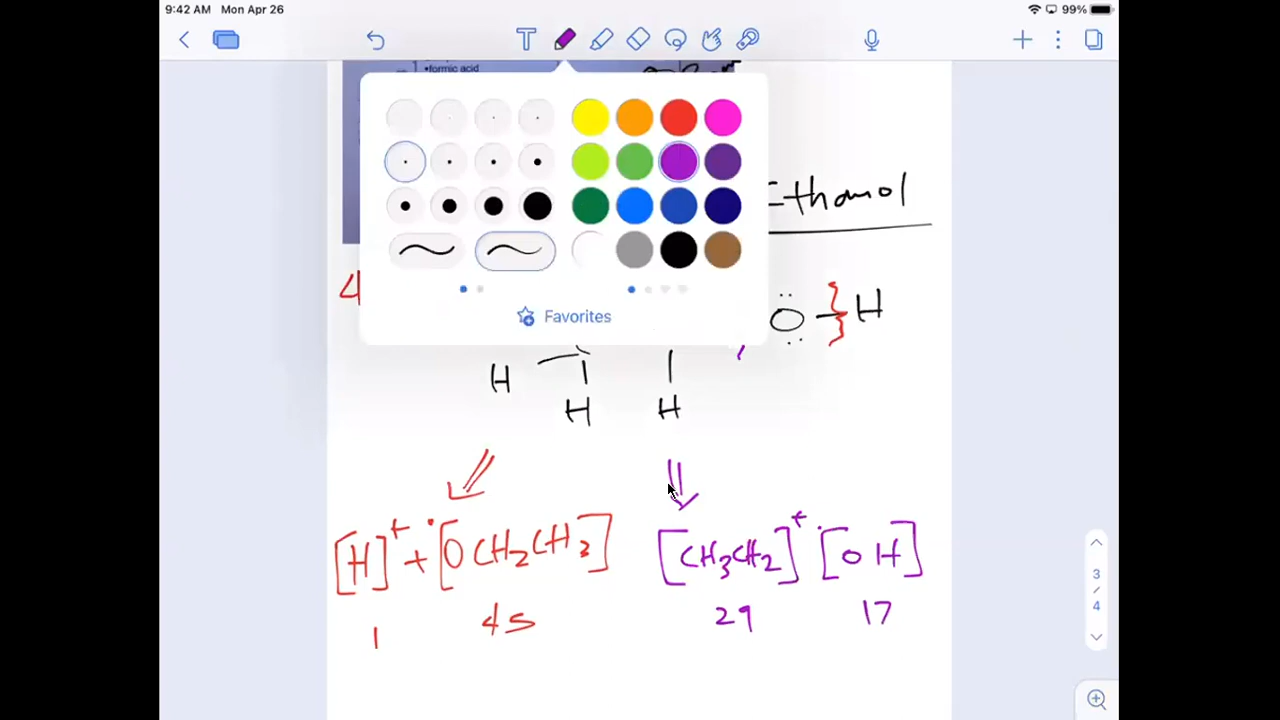 9:42 AM Mon Apr 26 99%
T
•formic acid
Ethanol
4
O H
H
H H
[H]⁺ + •[OCH₂CH₃] [CH₃CH₂]⁺ •[OH]
1 45 29 17
Favorites
3
/
4